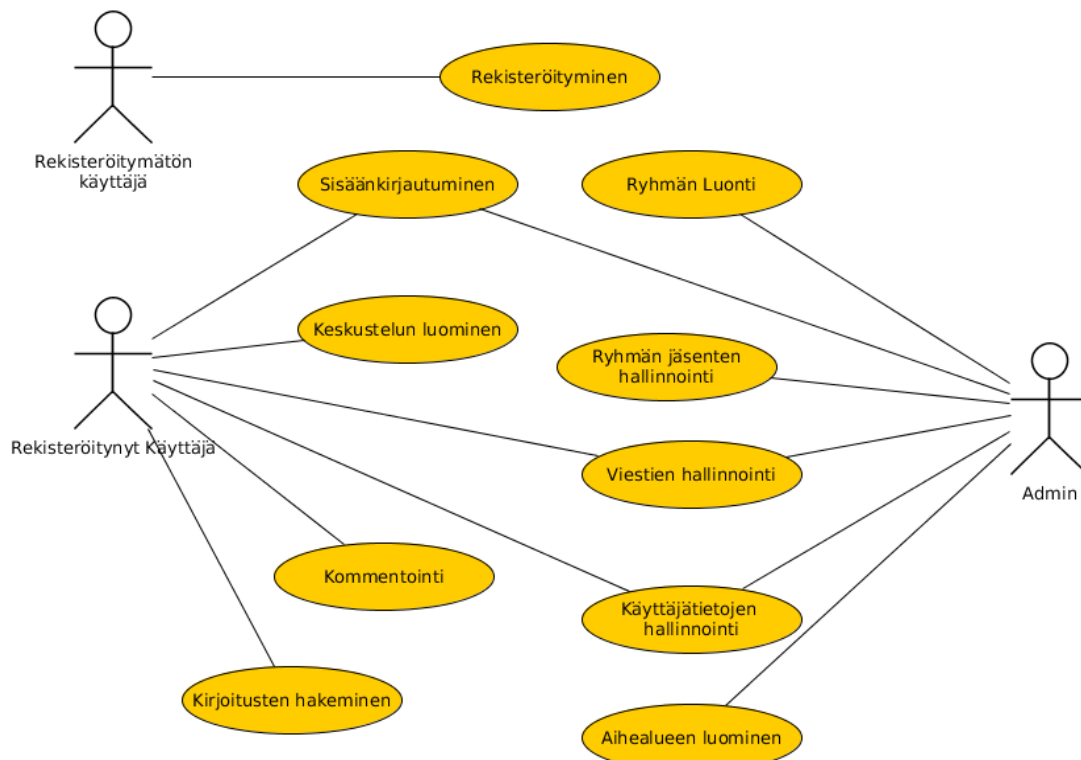 Rekisteröityminen
Rekisteröitymätön
käyttäjä
Sisäänkirjautuminen
Ryhmän Luonti
Keskustelun luominen
Ryhmän jäsenten
hallinnointi
Rekisteröitynyt Käyttäjä
Viestien hallinnointi
Admin
Kommentointi
Käyttäjätietojen
hallinnointi
Kirjoitusten hakeminen
Aihealueen luominen